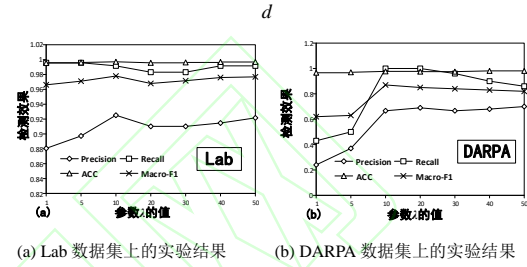 d
1.02
1
0.98
0.96
0.94
0.92
0.9
0.88
0.86
0.84
0.82
检测效果
Precision
Recall
ACC
Macro-F1
Lab
1 5 10 20 30 40 50
(a)
参数λ的值
1.2
1
0.8
0.6
0.4
0.2
0
检测效果
Precision
Recall
ACC
Macro-F1
DARPA
1 5 10 20 30 40 50
(b)
参数λ的值
(a) Lab 数据集上的实验结果
(b) DARPA 数据集上的实验结果